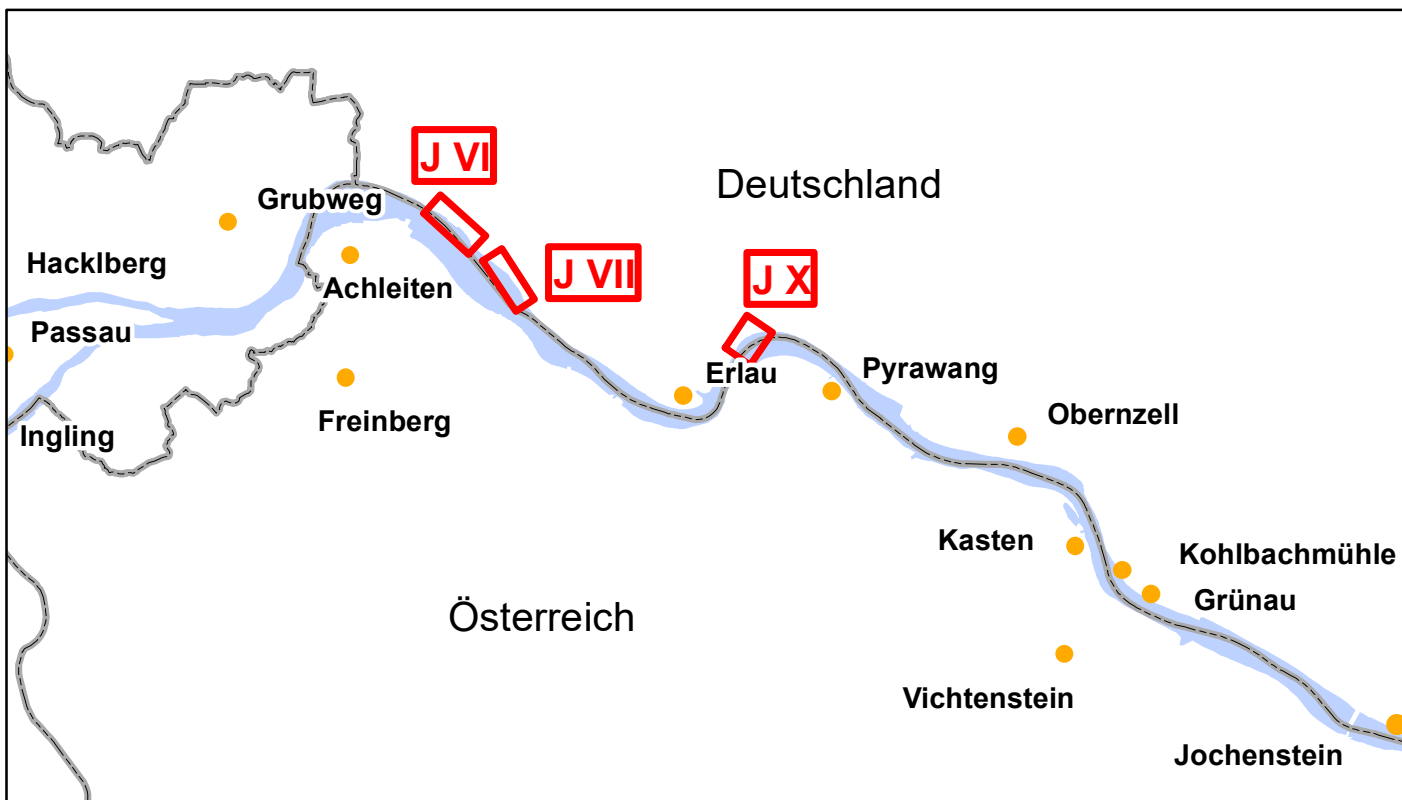 J VI
Deutschland
Grubweg
Hacklberg
J VII
J X
Achleiten
Passau
Erlau
Pyrawang
Freinberg
Obernzell
Ingling
Kasten
Kohlbachmühle
Grünau
Österreich
Vichtenstein
Jochenstein